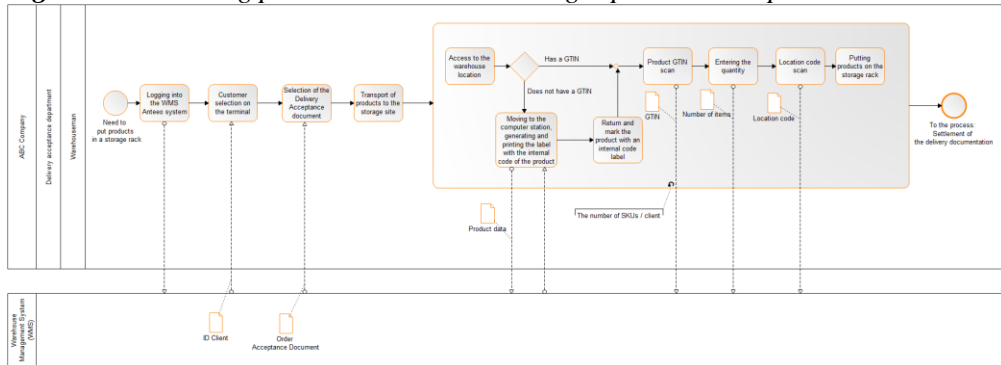 ABC Company
Delivery acceptance department
Warehouseman
Need to
put products
in a storage rack
Logging into
the WMS
Anteeo system
Customer
selection on
the terminal
Selection of the
Delivery
Acceptance
document
Transport of
products to the
storage site
Access to the
warehouse
location
Has a GTIN
Does not have a GTIN
Moving to the
computer station,
generating and
printing the label
with the internal
code of the product
Return and
mark the
product with an
internal code
label
Product GTIN
scan
Entering the
quantity
Location code
scan
Putting
products on the
storage rack
GTIN
Number of items
Location code
The number of SKUs / client
Product data
To the process:
Settlement of
the delivery documentation
Warehouse
Management System
(WMS)
ID Client
Order
Acceptance Document